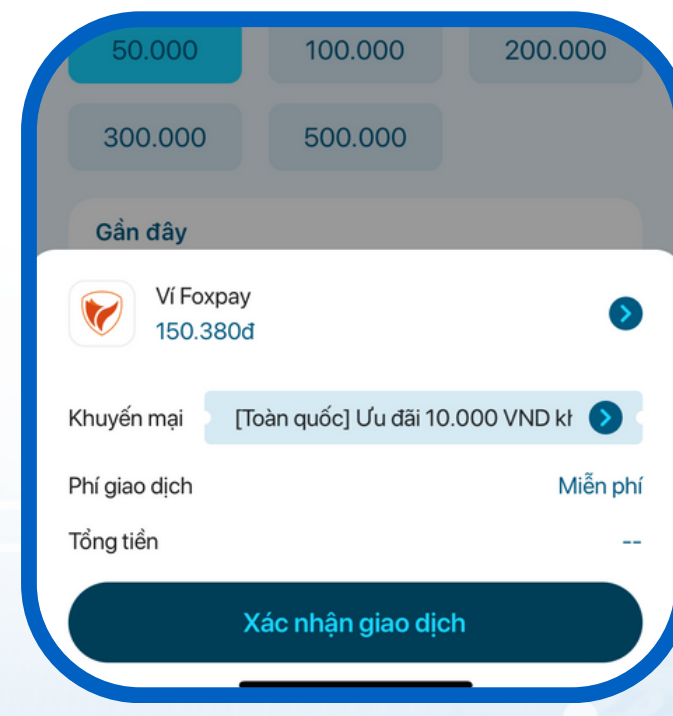 50.000 100.000 200.000
300.000 500.000
Gần đây
Ví Foxpay
150.380đ
Khuyến mại [Toàn quốc] Ưu đãi 10.000 VND
Phí giao dịch Miễn phí
Tổng tiền --
Xác nhận giao dịch